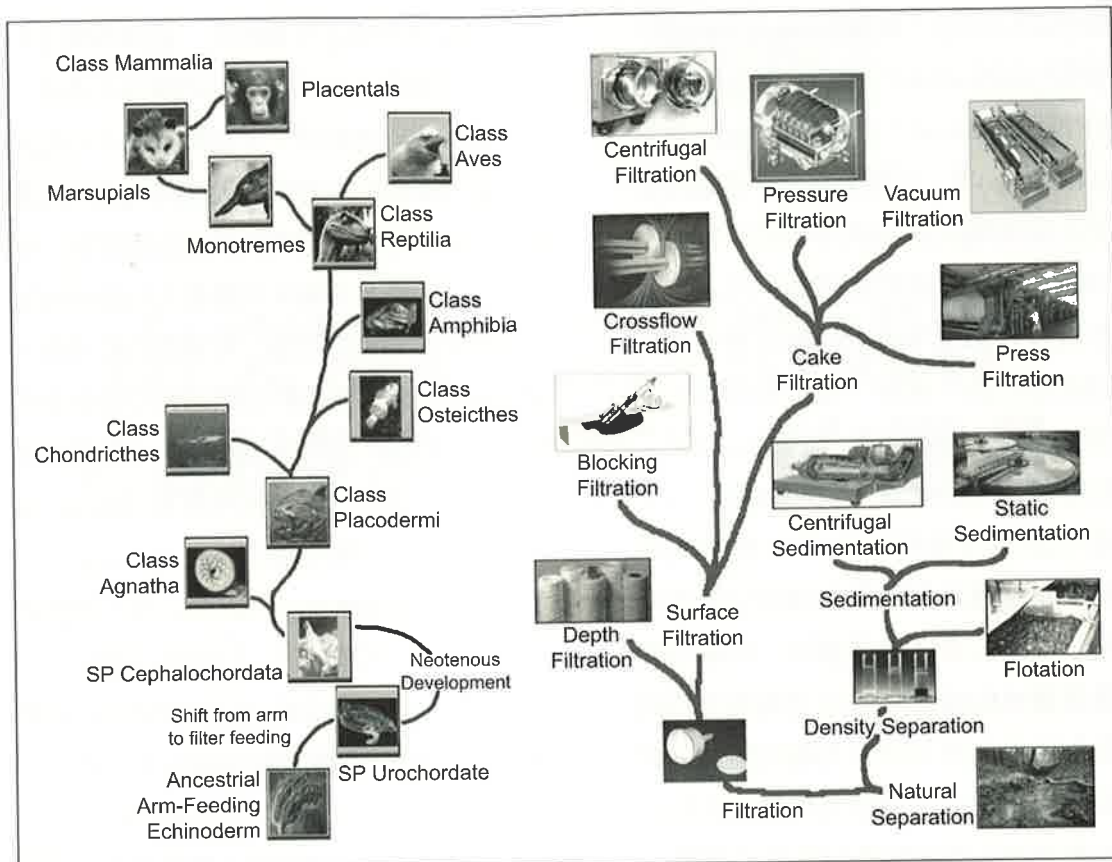 Class Mammalia
Placentals
Marsupials
Class
Aves
Monotremes
Class
Reptilia
Class
Amphibia
Class
Osteicthes
Class
Chondricthes
Class
Placodermi
Class
Agnatha
SP Cephalochordata
Neotenous
Development
Shift from arm
to filter feeding
SP Urochordate
Ancestrial
Arm-Feeding
Echinoderm
Centrifugal
Filtration
Pressure
Filtration
Vacuum
Filtration
Crossflow
Filtration
Cake
Filtration
Press
Filtration
Blocking
Filtration
Centrifugal
Sedimentation
Static
Sedimentation
Sedimentation
Depth
Filtration
Surface
Filtration
Flotation
Density Separation
Filtration
Natural
Separation